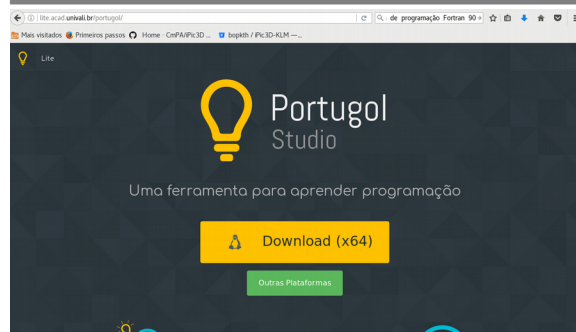 lite.acad.univali.br/portugol/
de programação Fortran 90
Mais visitados Primeiros passos Home · CmPA/iPic3D ... bopkth / iPic3D-KLM —...
Lite
Portugol
Studio
Uma ferramenta para aprender programação
Download (x64)
Outras Plataformas